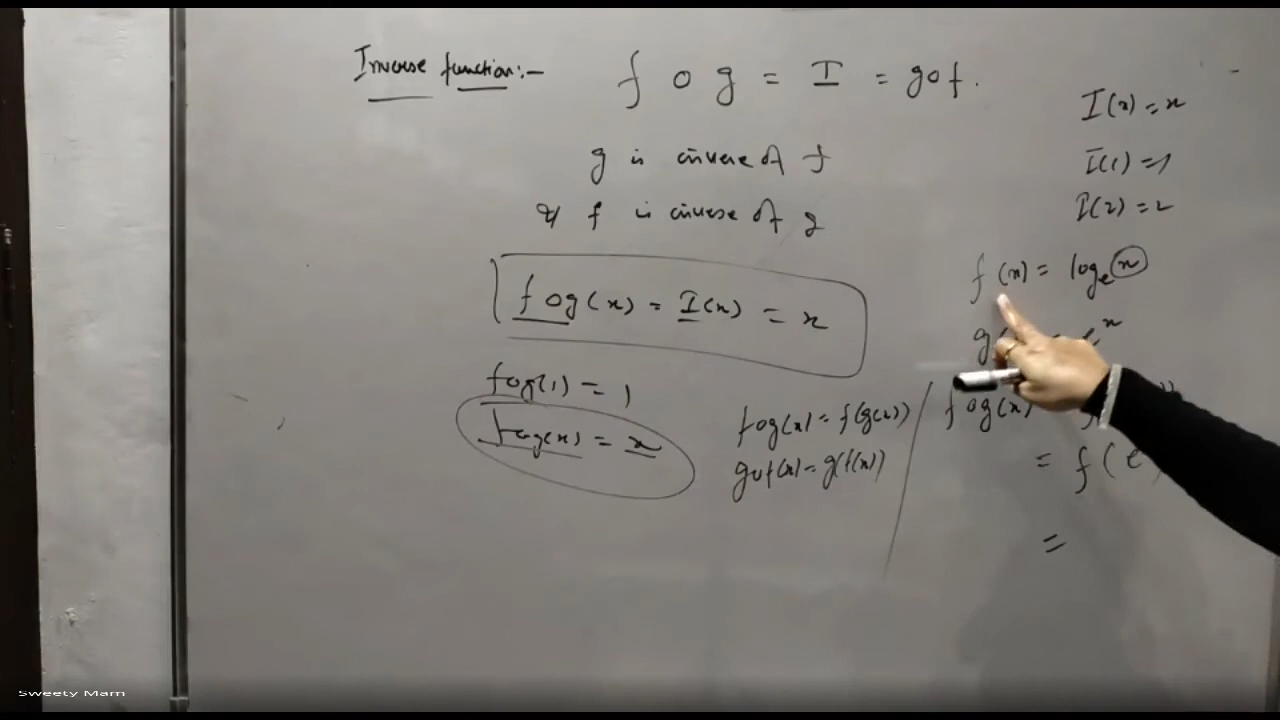 Inverse function:-
f o g = I = gof.
g is inverse of f
f is inverse of g
fog(x) = I(x) = x
fog(1) = 1
fog(x) = x
fog(x) = f(g(x))
gof(x) = g(f(x))
I(x) = x
I(1) = 1
I(2) = 2
f(x) = logₑ(x)
fog(x)
= f(e
=
Sweety Mam